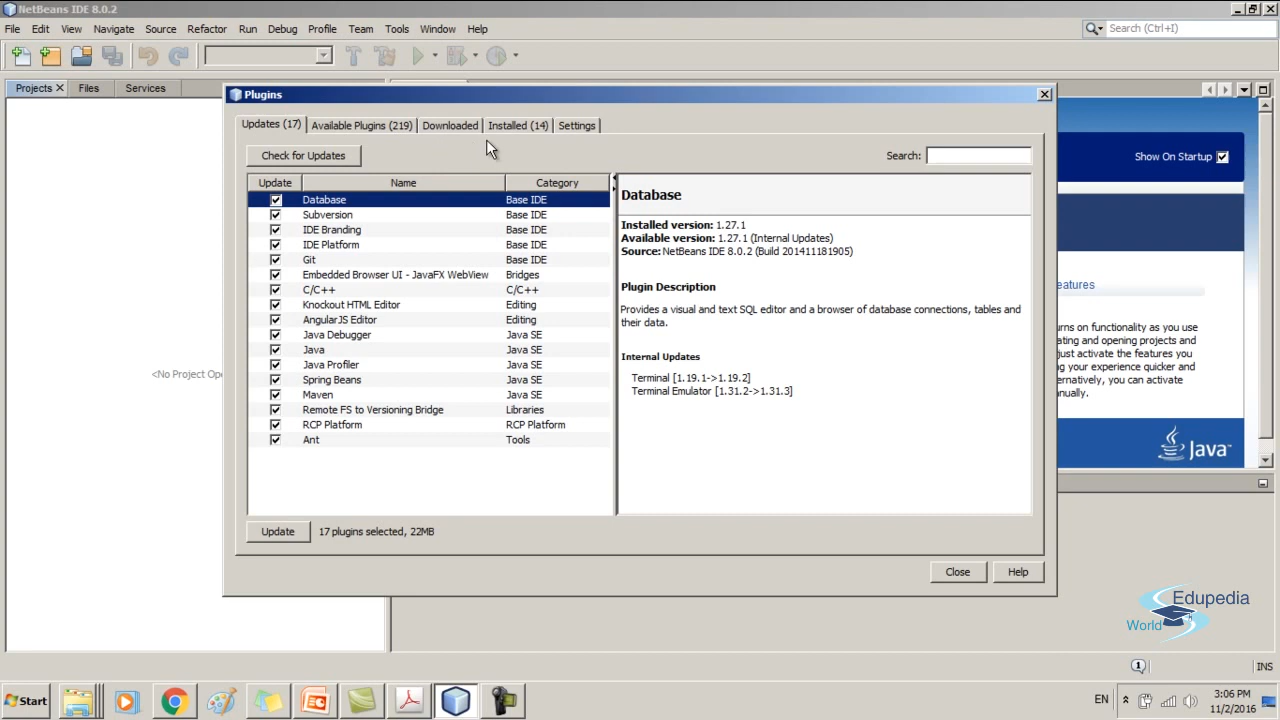 NetBeans IDE 8.0.2
File Edit View Navigate Source Refactor Run Debug Profile Team Tools Window Help
Search (Ctrl+I)
Projects Files Services
Plugins
Updates (17) Available Plugins (219) Downloaded Installed (14) Settings
Check for Updates
Search:
Show On Startup
Update Name Category
Database Base IDE
Subversion Base IDE
IDE Branding Base IDE
IDE Platform Base IDE
Git Base IDE
Embedded Browser UI - JavaFX WebView Bridges
C/C++ C/C++
Knockout HTML Editor Editing
AngularJS Editor Editing
Java Debugger Java SE
Java Java SE
Java Profiler Java SE
Spring Beans Java SE
Maven Java SE
Remote FS to Versioning Bridge Libraries
RCP Platform RCP Platform
Ant Tools
Database
Installed version: 1.27.1
Available version: 1.27.1 (Internal Updates)
Source: NetBeans IDE 8.0.2 (Build 201411181905)
Plugin Description
Provides a visual and text SQL editor and a browser of database connections, tables and
their data.
Internal Updates
Terminal [1.19.1->1.19.2]
Terminal Emulator [1.31.2->1.31.3]
<No Project Ope
eatures
urns on functionality as you use
ating and opening projects and
just activate the features you
ng your experience quicker and
ernatively, you can activate
anually.
Java
Update 17 plugins selected, 22MB
Close Help
Edupedia
World
1 INS
Start EN 3:06 PM
11/2/2016